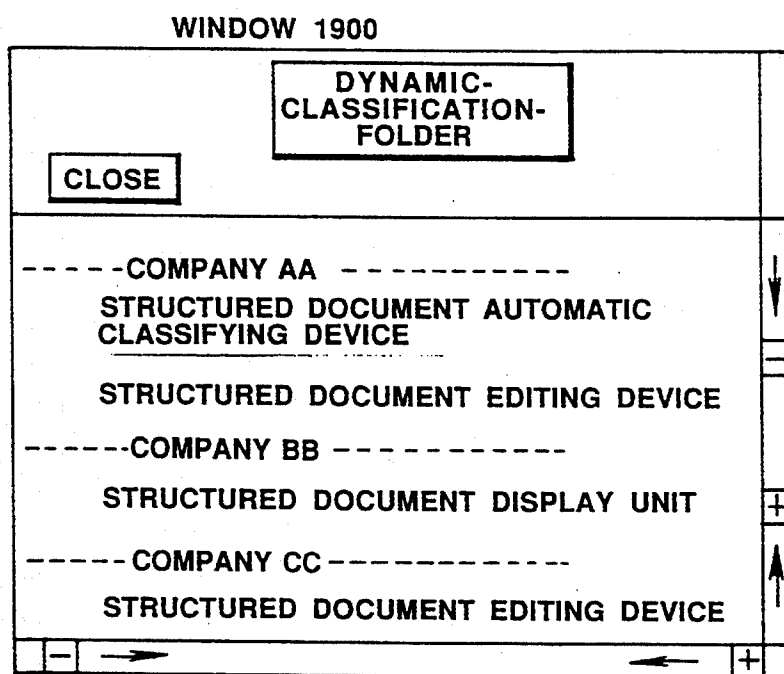 WINDOW 1900
DYNAMIC-
CLASSIFICATION-
FOLDER
CLOSE
-----COMPANY AA -----------
STRUCTURED DOCUMENT AUTOMATIC
CLASSIFYING DEVICE
STRUCTURED DOCUMENT EDITING DEVICE
------COMPANY BB -----------
STRUCTURED DOCUMENT DISPLAY UNIT
------COMPANY CC------------
STRUCTURED DOCUMENT EDITING DEVICE